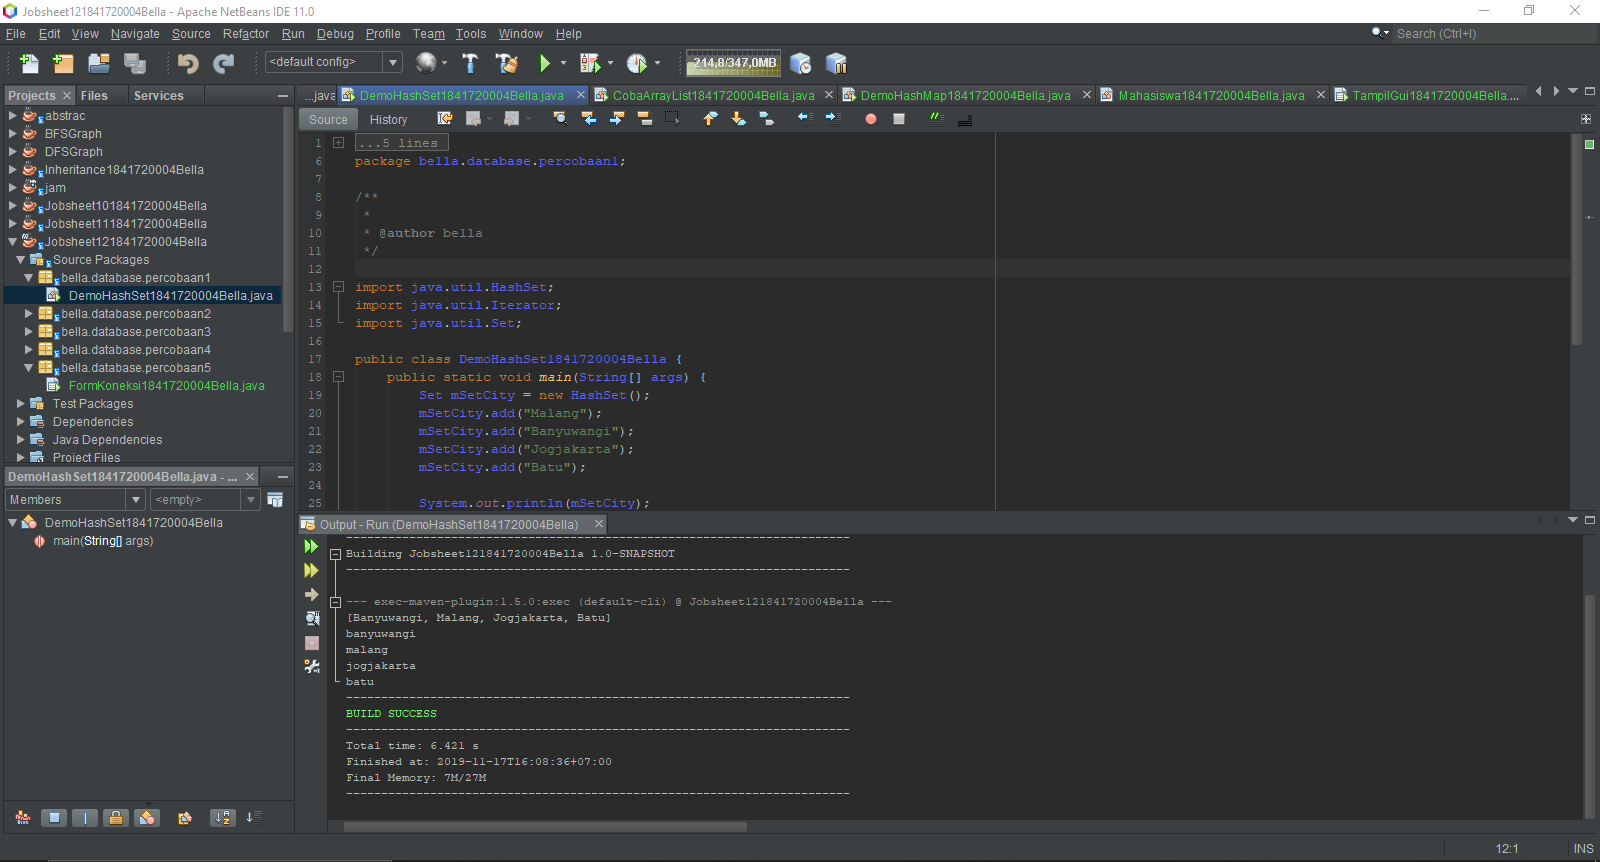 Jobsheet121841720004Bella - Apache NetBeans IDE 11.0
File Edit View Navigate Source Refactor Run Debug Profile Team Tools Window Help
Search (Ctrl+I)
<default config>
214,8/347,0MB
Projects Files Services
abstrac
BFSGraph
DFSGraph
Inheritance1841720004Bella
jam
Jobsheet101841720004Bella
Jobsheet111841720004Bella
Jobsheet121841720004Bella
Source Packages
bella.database.percobaan1
DemoHashSet1841720004Bella.java
bella.database.percobaan2
bella.database.percobaan3
bella.database.percobaan4
bella.database.percobaan5
FormKoneksi1841720004Bella.java
Test Packages
Dependencies
Java Dependencies
Project Files
DemoHashSet1841720004Bella.java - ...
Members <empty>
DemoHashSet1841720004Bella
main(String[] args)
...java DemoHashSet1841720004Bella.java CobaArrayList1841720004Bella.java DemoHashMap1841720004Bella.java Mahasiswa1841720004Bella.java TampilGui1841720004Bella....
Source History
1 ...5 lines
6 package bella.database.percobaan1;
7
8 /**
9 *
10 * @author bella
11 */
12
13 import java.util.HashSet;
14 import java.util.Iterator;
15 import java.util.Set;
16
17 public class DemoHashSet1841720004Bella {
18 public static void main(String[] args) {
19 Set mSetCity = new HashSet();
20 mSetCity.add("Malang");
21 mSetCity.add("Banyuwangi");
22 mSetCity.add("Jogjakarta");
23 mSetCity.add("Batu");
24
25 System.out.println(mSetCity);
Output - Run (DemoHashSet1841720004Bella)
------------------------------------------------------------------------
Building Jobsheet121841720004Bella 1.0-SNAPSHOT
------------------------------------------------------------------------
--- exec-maven-plugin:1.5.0:exec (default-cli) @ Jobsheet121841720004Bella ---
[Banyuwangi, Malang, Jogjakarta, Batu]
banyuwangi
malang
jogjakarta
batu
------------------------------------------------------------------------
BUILD SUCCESS
------------------------------------------------------------------------
Total time: 6.421 s
Finished at: 2019-11-17T16:08:36+07:00
Final Memory: 7M/27M
------------------------------------------------------------------------
12:1 INS